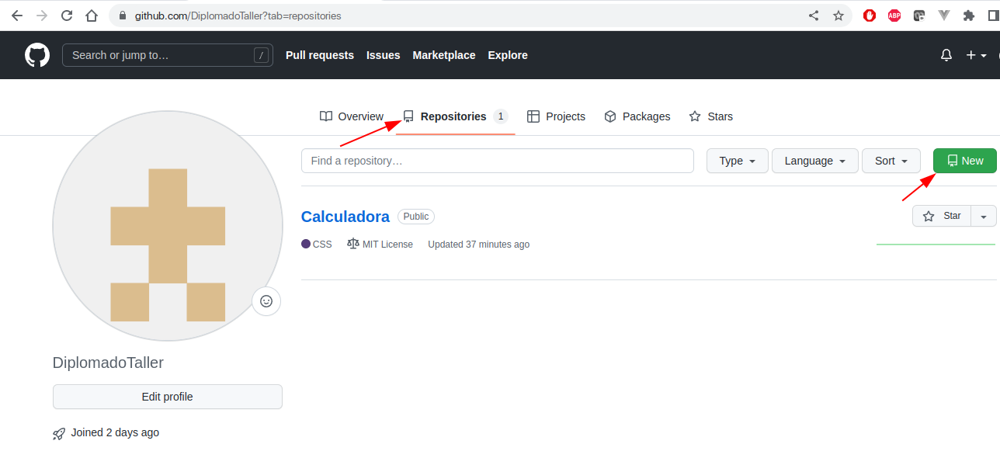 github.com/DiplomadoTaller?tab=repositories
ABP
Search or jump to… / Pull requests Issues Marketplace Explore
Overview Repositories 1 Projects Packages Stars
Find a repository… Type Language Sort New
Calculadora Public Star
CSS MIT License Updated 37 minutes ago
DiplomadoTaller
Edit profile
Joined 2 days ago